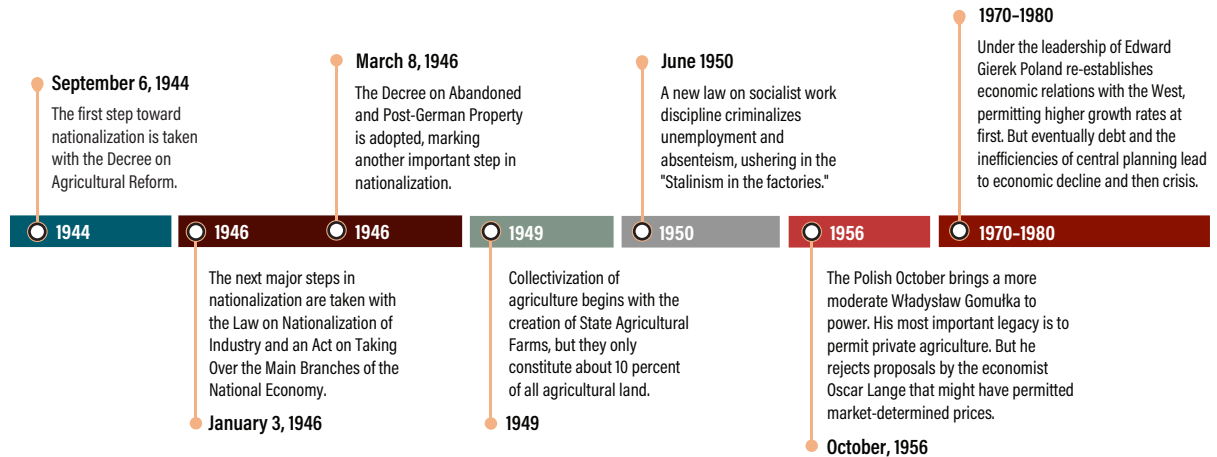 September 6, 1944
The first step toward
nationalization is taken
with the Decree on
Agricultural Reform.
1944
1946
The next major steps in
nationalization are taken with
the Law on Nationalization of
Industry and an Act on Taking
Over the Main Branches of the
National Economy.
January 3, 1946
March 8, 1946
The Decree on Abandoned
and Post-German Property
is adopted, marking
another important step in
nationalization.
1946
1949
Collectivization of
agriculture begins with the
creation of State Agricultural
Farms, but they only
constitute about 10 percent
of all agricultural land.
1949
June 1950
A new law on socialist work
discipline criminalizes
unemployment and
absenteeism, ushering in the
"Stalinism in the factories."
1950
1956
The Polish October brings a more
moderate Władysław Gomułka to
power. His most important legacy is to
permit private agriculture. But he
rejects proposals by the economist
Oscar Lange that might have permitted
market-determined prices.
October, 1956
1970–1980
Under the leadership of Edward
Gierek Poland re-establishes
economic relations with the West,
permitting higher growth rates at
first. But eventually debt and the
inefficiencies of central planning lead
to economic decline and then crisis.
1970–1980